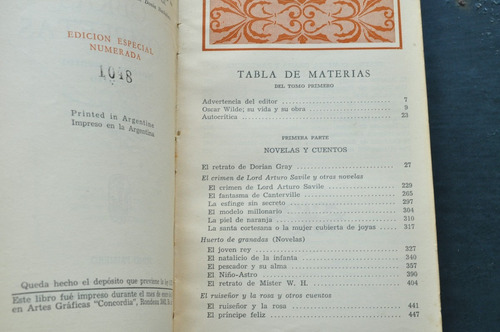 EDICION ESPECIAL
NUMERADA
1048
Printed in Argentine
Impreso en la Argentina
Queda hecho el depósito que previene la ley
Este libro fué impreso durante el mes de
en Artes Gráficas "Concordia",
TABLA DE MATERIAS
DEL TOMO PRIMERO
Advertencia del editor 7
Oscar Wilde; su vida y su obra 9
Autocrítica 23
PRIMERA PARTE
NOVELAS Y CUENTOS
El retrato de Dorian Gray 27
El crimen de Lord Arturo Savile y otras novelas
El crimen de Lord Arturo Savile 229
El fantasma de Canterville 265
La esfinge sin secreto 297
El modelo millonario 304
La piel de naranja 316
La santa cortesana o la mujer cubierta de joyas 317
Huerto de granadas (Novelas)
El joven rey 327
El natalicio de la infanta 340
El pescador y su alma 357
El Niño-Astro 390
El retrato de Mister W. H. 404
El ruiseñor y la rosa y otros cuentos
El ruiseñor y la rosa 441
El príncipe feliz 447